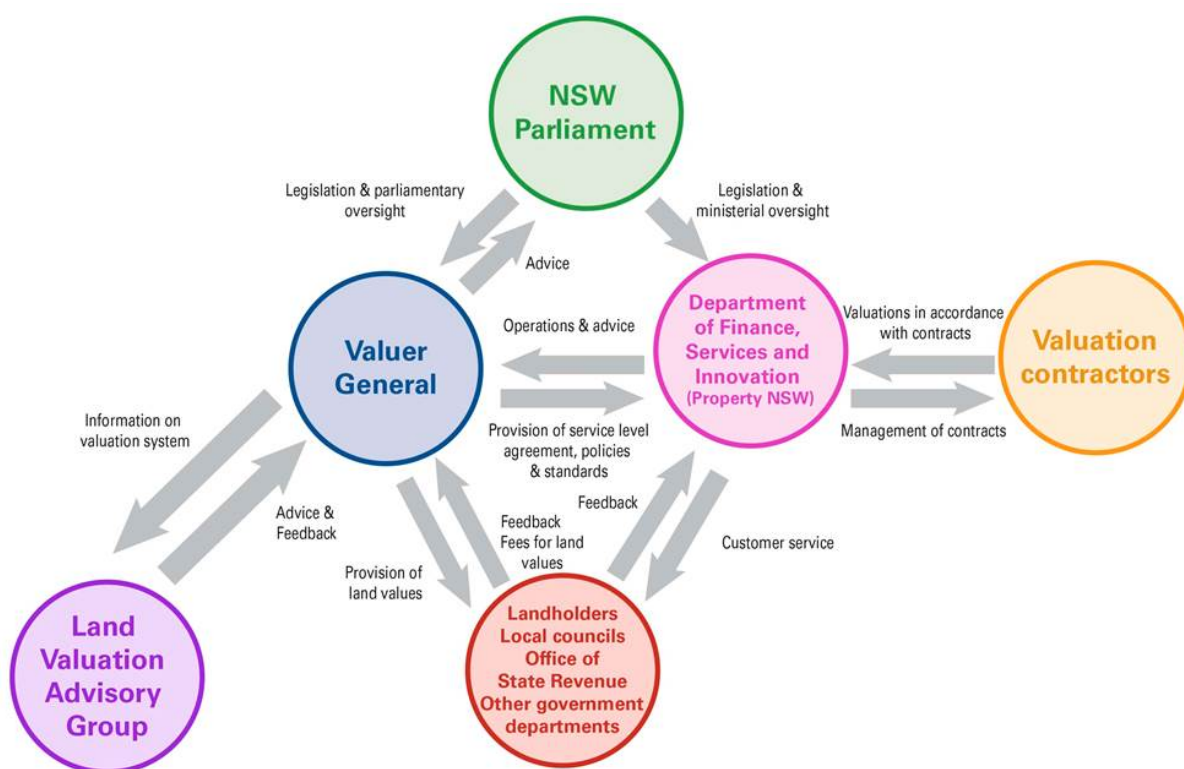 NSW
Parliament
Legislation & parliamentary
oversight
Legislation &
ministerial oversight
Advice
Valuer
General
Operations & advice
Department
of Finance,
Services and
Innovation
(Property NSW)
Valuations in accordance
with contracts
Valuation
contractors
Information on
valuation system
Provision of service level
agreement, policies
& standards
Management of contracts
Advice &
Feedback
Feedback
Fees for land
values
Feedback
Customer service
Provision of
land values
Land
Valuation
Advisory
Group
Landholders
Local councils
Office of
State Revenue
Other government
departments